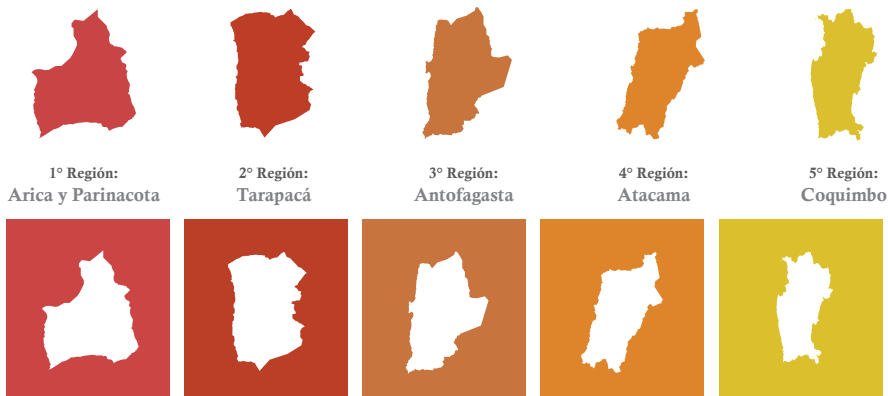 1° Región:
Arica y Parinacota
2° Región:
Tarapacá
3° Región:
Antofagasta
4° Región:
Atacama
5° Región:
Coquimbo